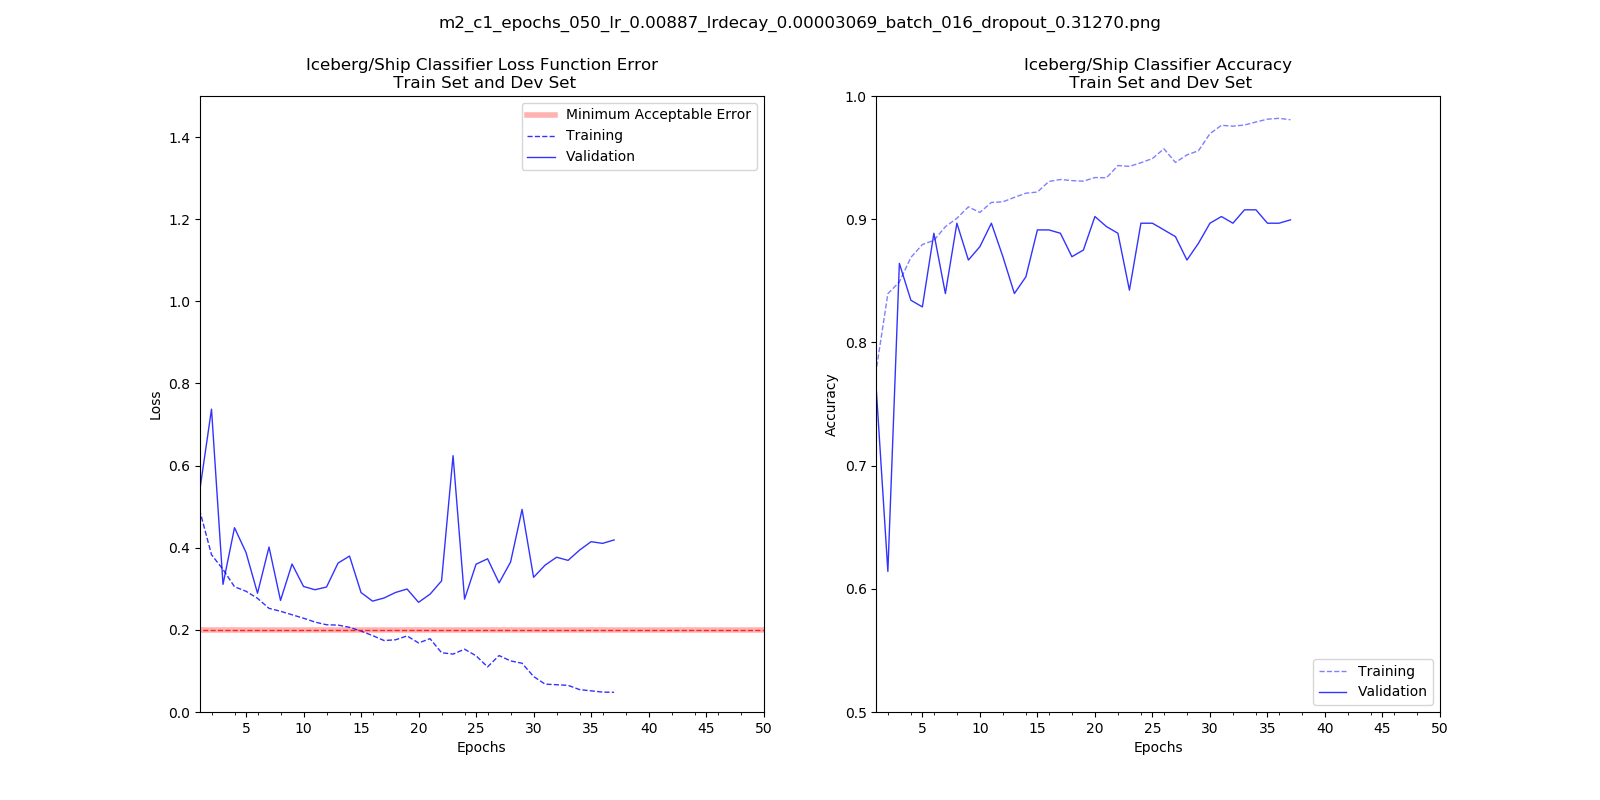 m2_c1_epochs_050_lr_0.00887_lrdecay_0.00003069_batch_016_dropout_0.31270.png
Iceberg/Ship Classifier Loss Function Error
Train Set and Dev Set
Minimum Acceptable Error
Training
Validation
1.4
1.2
1.0
0.8
0.6
0.4
0.2
0.0
Loss
5 10 15 20 25 30 35 40 45 50
Epochs
Iceberg/Ship Classifier Accuracy
Train Set and Dev Set
1.0
0.9
0.8
0.7
0.6
0.5
Accuracy
Training
Validation
5 10 15 20 25 30 35 40 45 50
Epochs